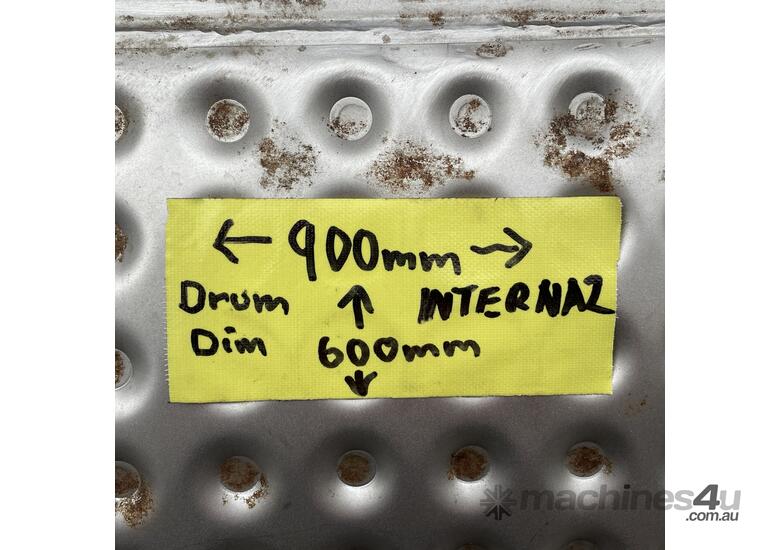 ← 900mm →
Drum ↑ INTERNAL
Dim 600mm
↓
machines4u
.com.au